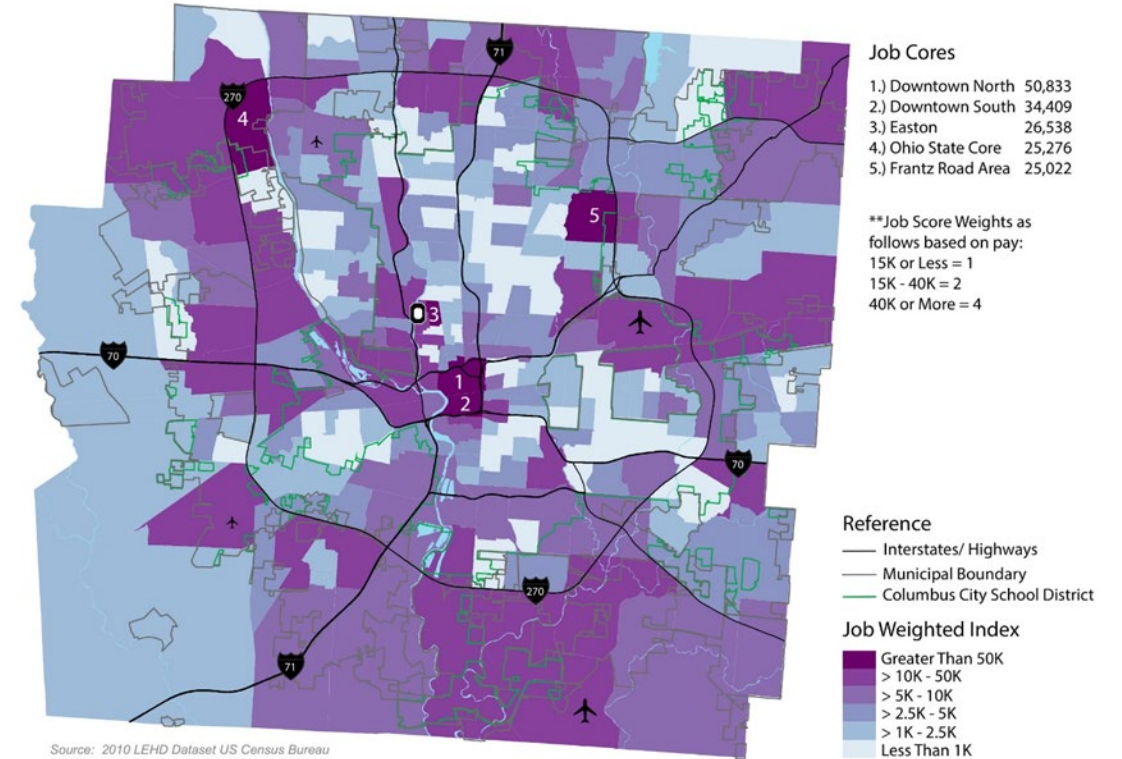 71
270
4
5
3
70
1
2
70
270
71
Source: 2010 LEHD Dataset US Census Bureau
Job Cores
1.) Downtown North 50,833
2.) Downtown South 34,409
3.) Easton 26,538
4.) Ohio State Core 25,276
5.) Frantz Road Area 25,022
**Job Score Weights as
follows based on pay:
15K or Less = 1
15K - 40K = 2
40K or More = 4
Reference
Interstates/ Highways
Municipal Boundary
Columbus City School District
Job Weighted Index
Greater Than 50K
> 10K - 50K
> 5K - 10K
> 2.5K - 5K
> 1K - 2.5K
Less Than 1K